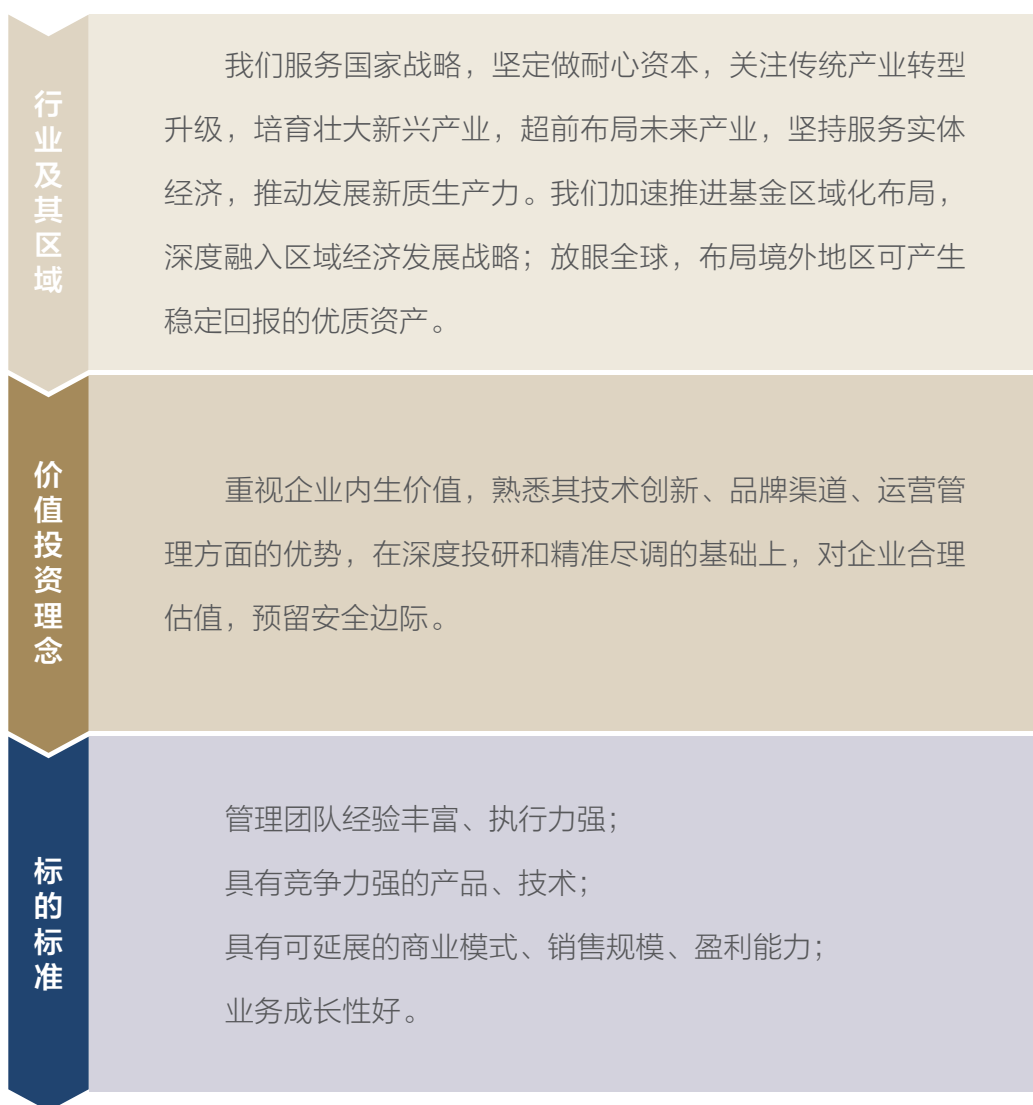 行业及其区域
我们服务国家战略，坚定做耐心资本，关注传统产业转型
升级，培育壮大新兴产业，超前布局未来产业，坚持服务实体
经济，推动发展新质生产力。我们加速推进基金区域化布局，
深度融入区域经济发展战略；放眼全球，布局境外地区可产生
稳定回报的优质资产。
价值投资理念
重视企业内生价值，熟悉其技术创新、品牌渠道、运营管
理方面的优势，在深度投研和精准尽调的基础上，对企业合理
估值，预留安全边际。
标的标准
管理团队经验丰富、执行力强；
具有竞争力强的产品、技术；
具有可延展的商业模式、销售规模、盈利能力；
业务成长性好。